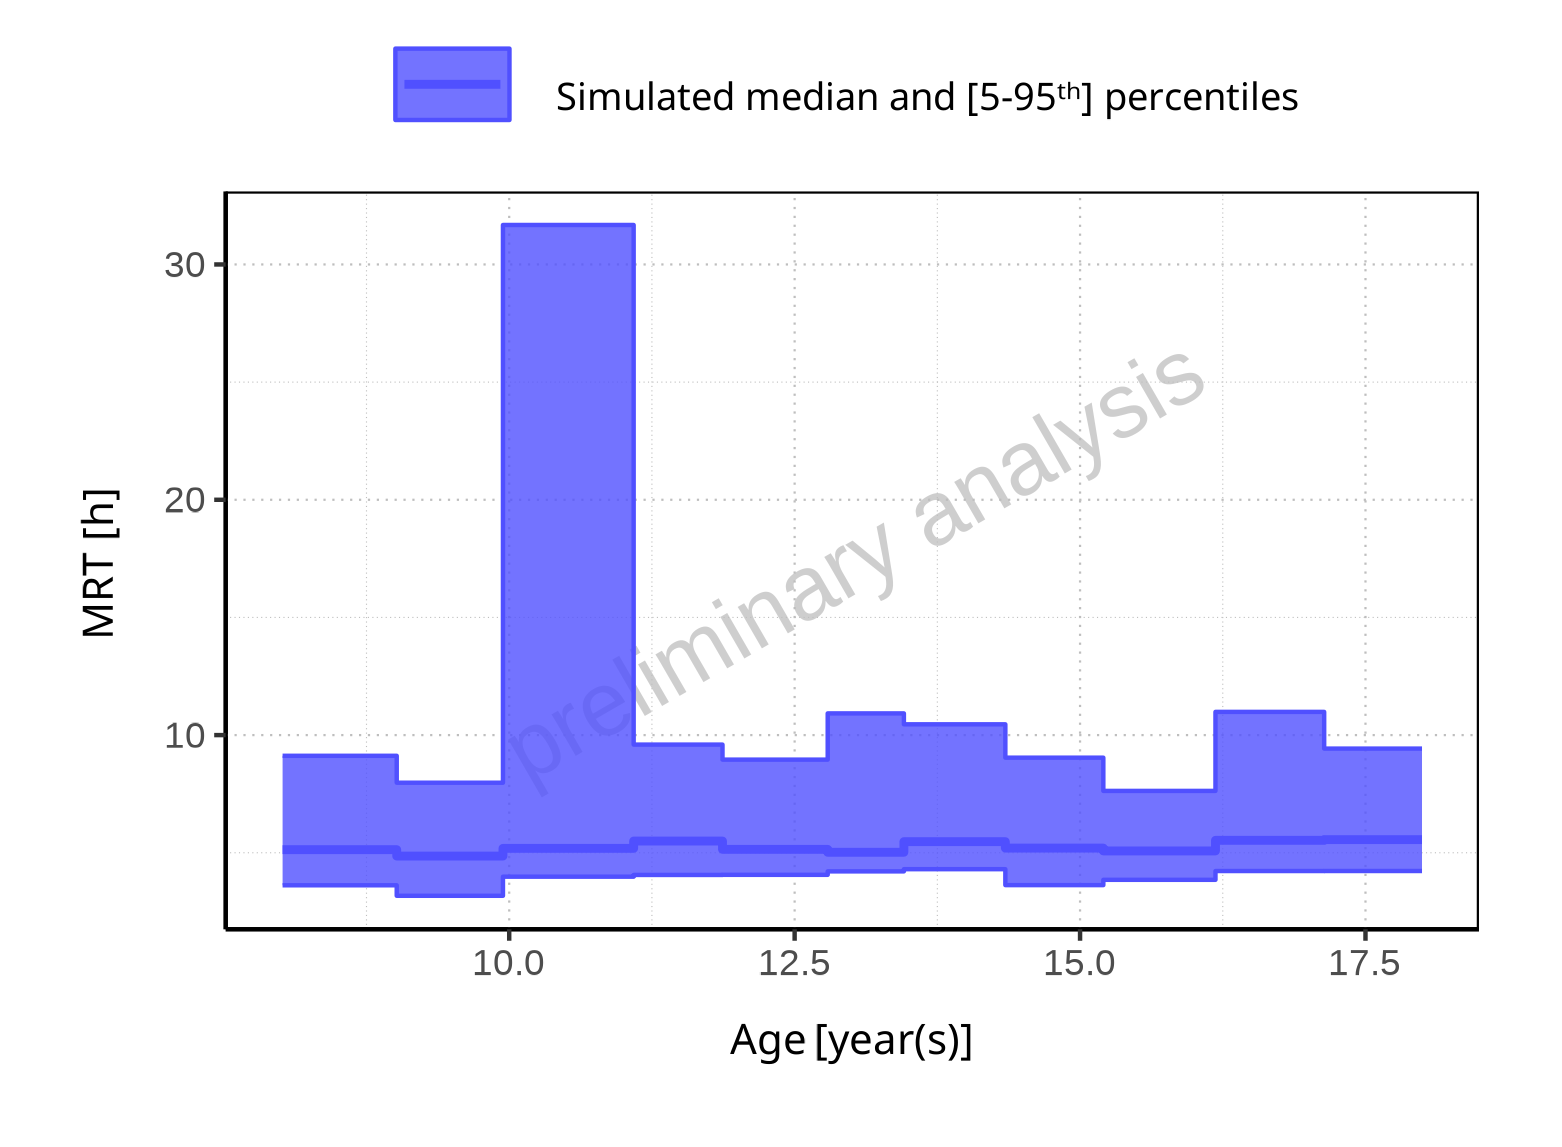 Simulated median and [5-95ᵗʰ] percentiles
30
20
10
MRT [h]
preliminary analysis
10.0 12.5 15.0 17.5
Age [year(s)]